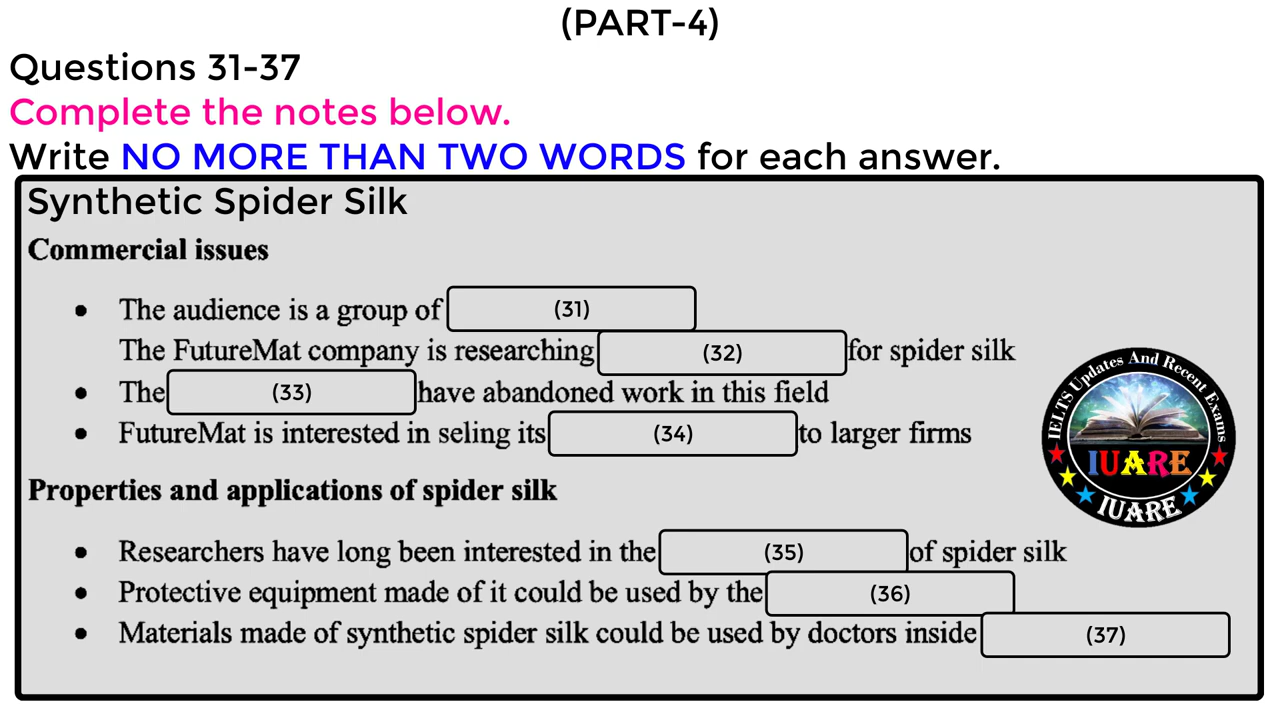 (PART-4)
Questions 31-37
Complete the notes below.
Write NO MORE THAN TWO WORDS for each answer.
Synthetic Spider Silk
Commercial issues
• The audience is a group of (31)
The FutureMat company is researching (32) for spider silk
• The (33) have abandoned work in this field
• FutureMat is interested in seling its (34) to larger firms
Properties and applications of spider silk
• Researchers have long been interested in the (35) of spider silk
• Protective equipment made of it could be used by the (36)
• Materials made of synthetic spider silk could be used by doctors inside (37)
IELTS Updates And Recent Exams
IUARE
IUARE